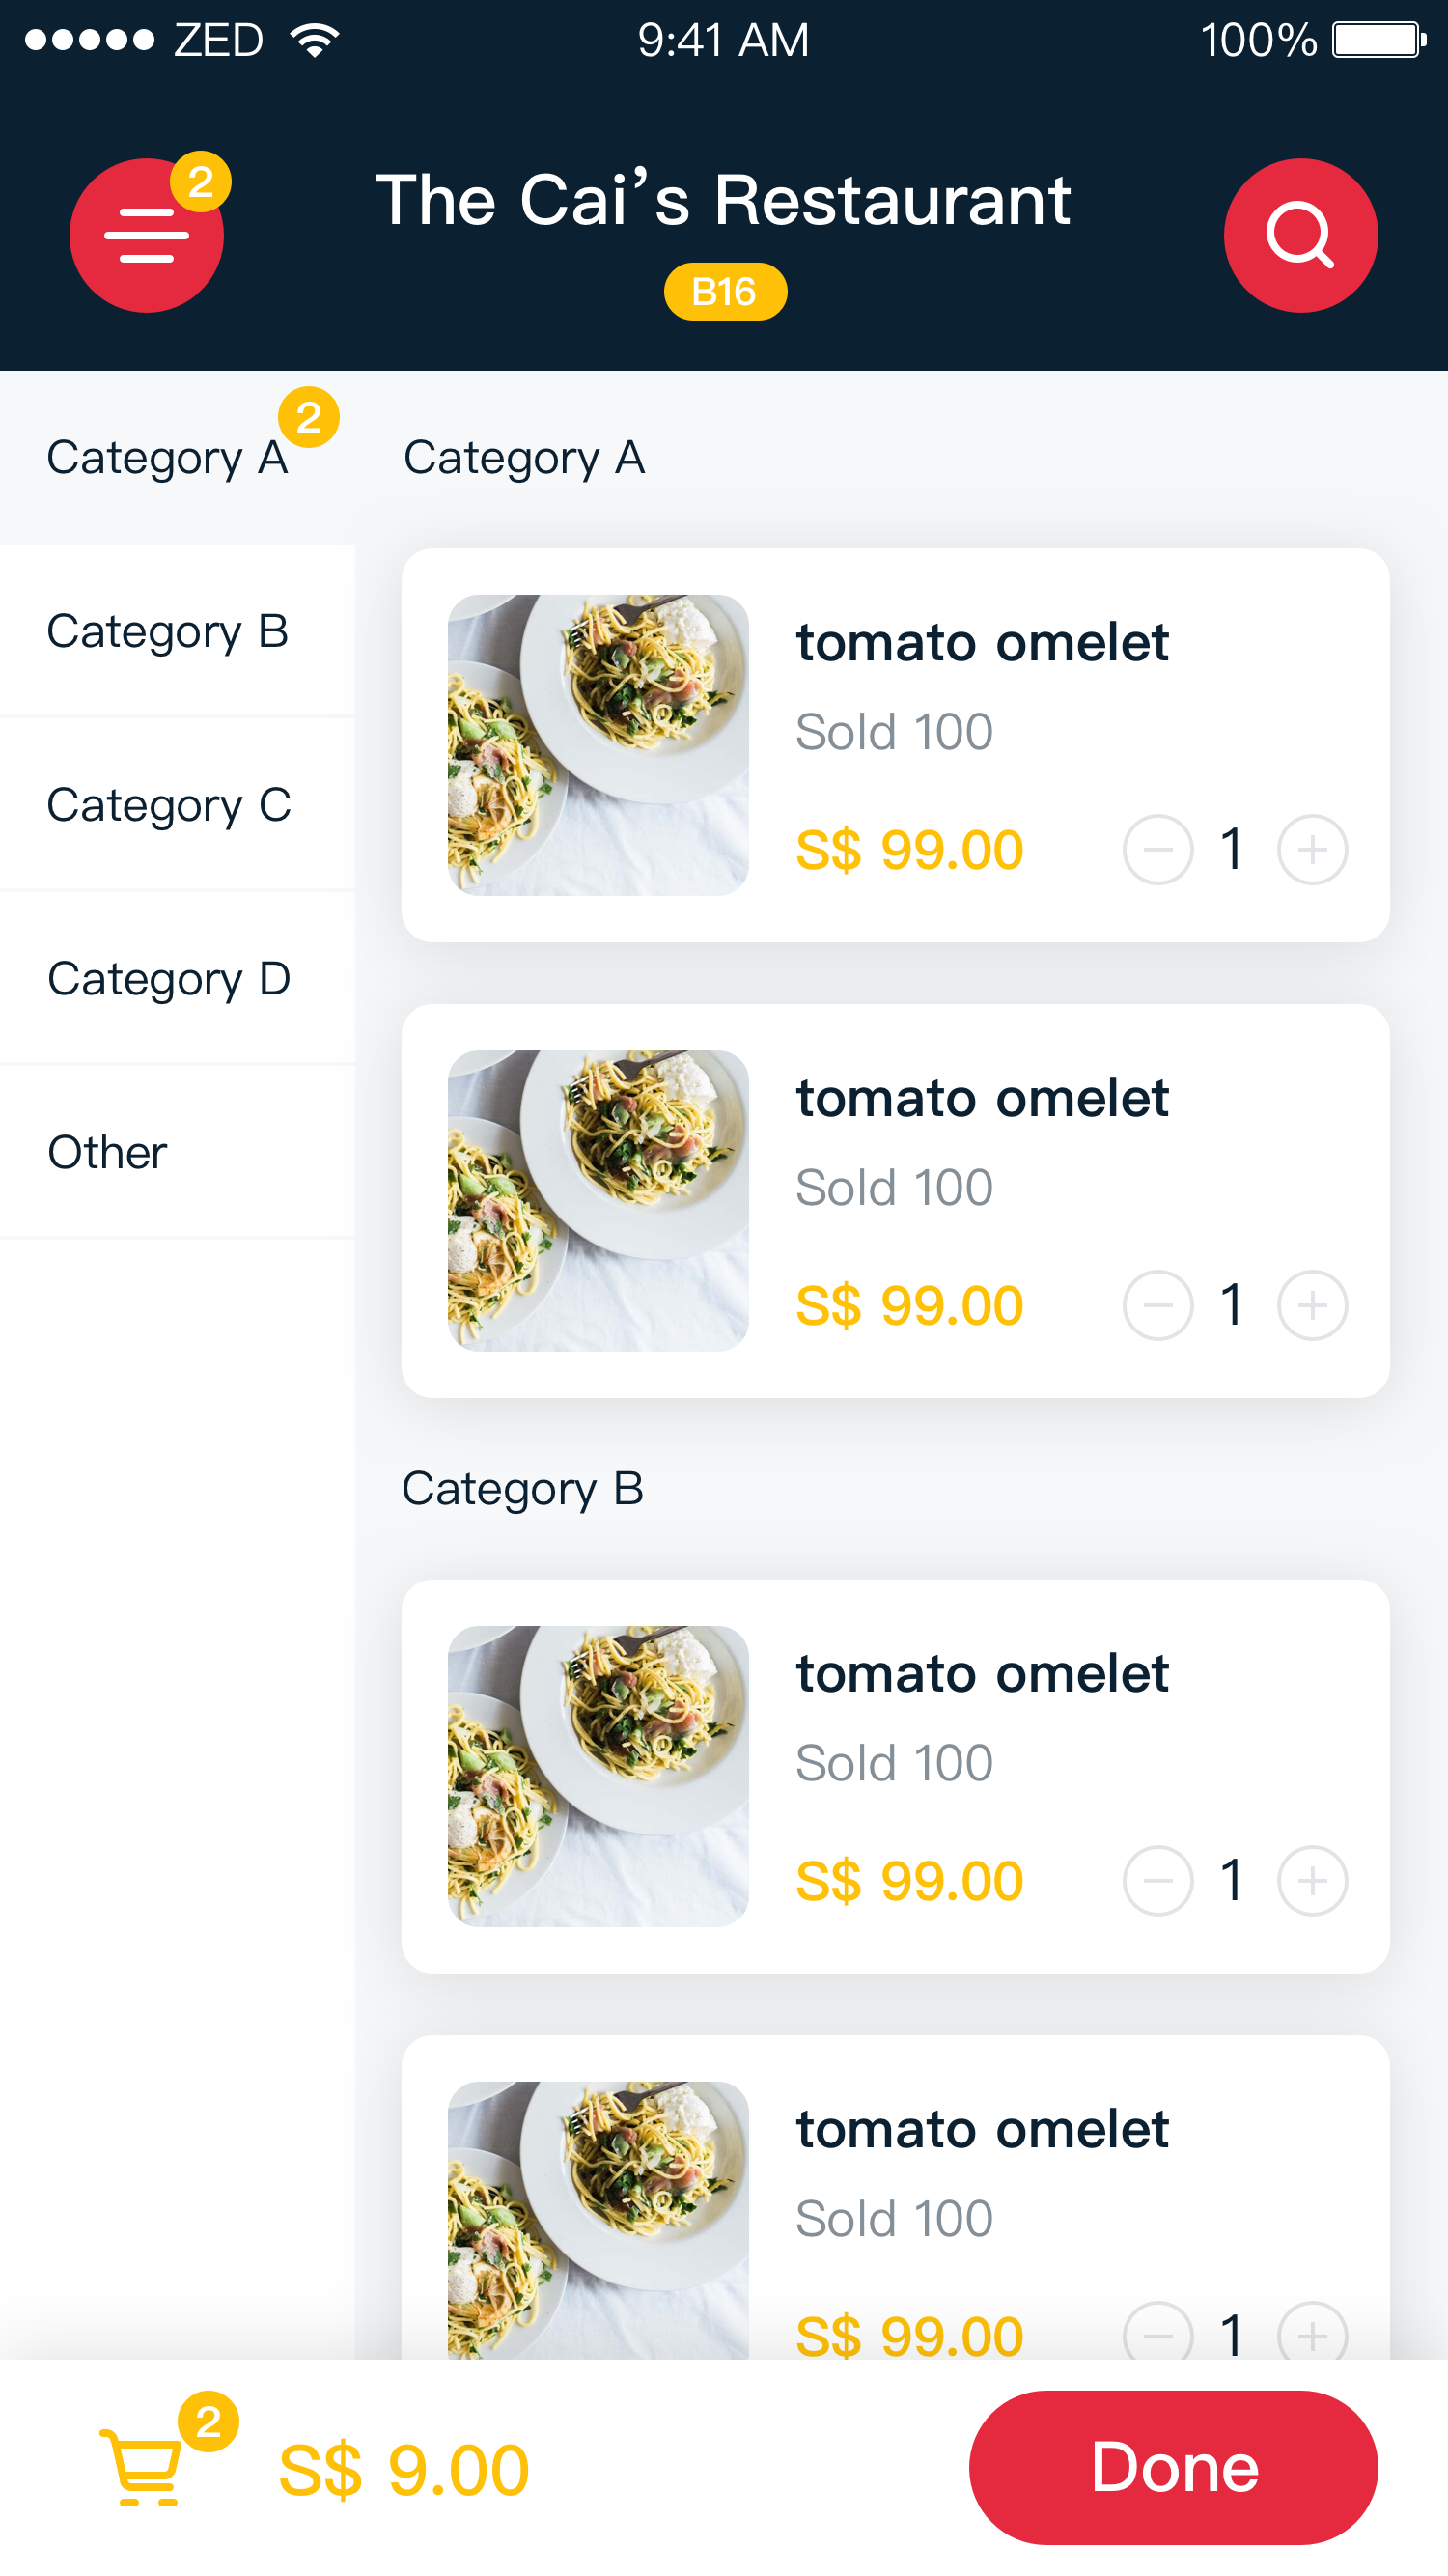 ZED
9:41 AM
100%
2
The Cai’s Restaurant
B16
2
Category A
Category B
Category C
Category D
Other
Category A
tomato omelet
Sold 100
S$ 99.00
1
tomato omelet
Sold 100
S$ 99.00
1
Category B
tomato omelet
Sold 100
S$ 99.00
1
tomato omelet
Sold 100
S$ 99.00
1
2
S$ 9.00
Done